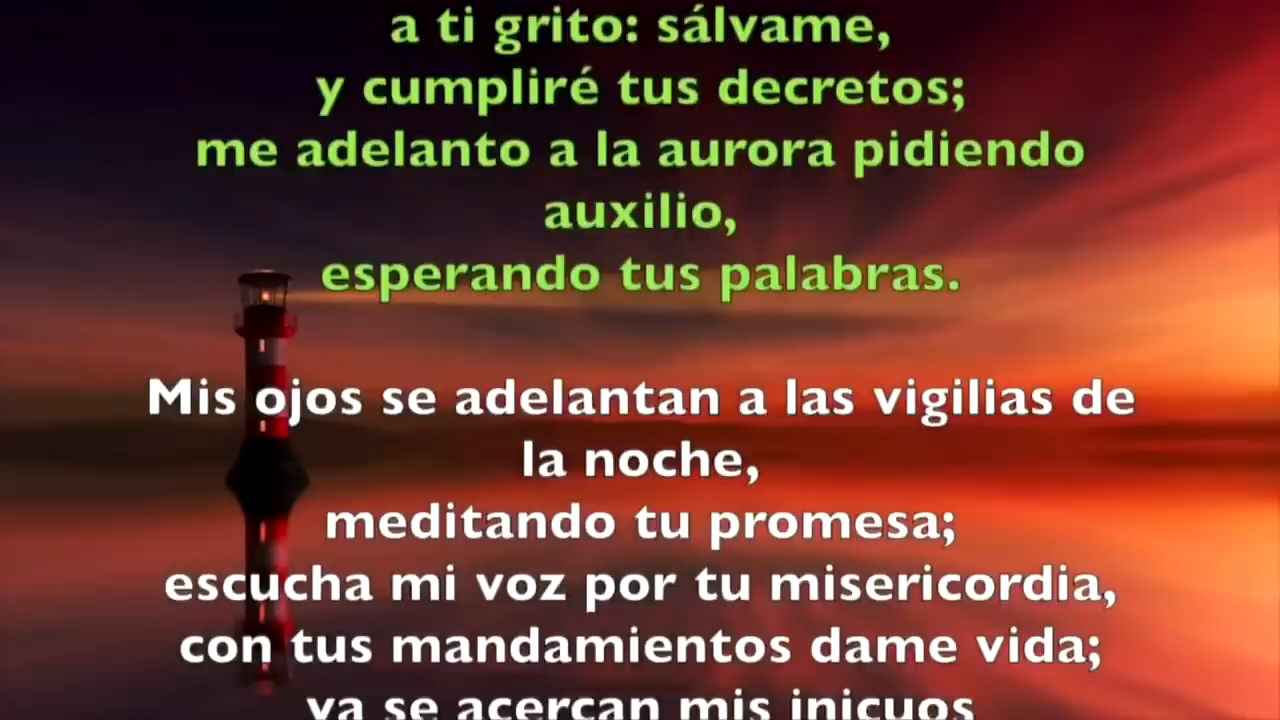 a ti grito: sálvame,
y cumpliré tus decretos;
me adelanto a la aurora pidiendo
auxilio,
esperando tus palabras.
Mis ojos se adelantan a las vigilias de
la noche,
meditando tu promesa;
escucha mi voz por tu misericordia,
con tus mandamientos dame vida;
ya se acercan mis inicuos